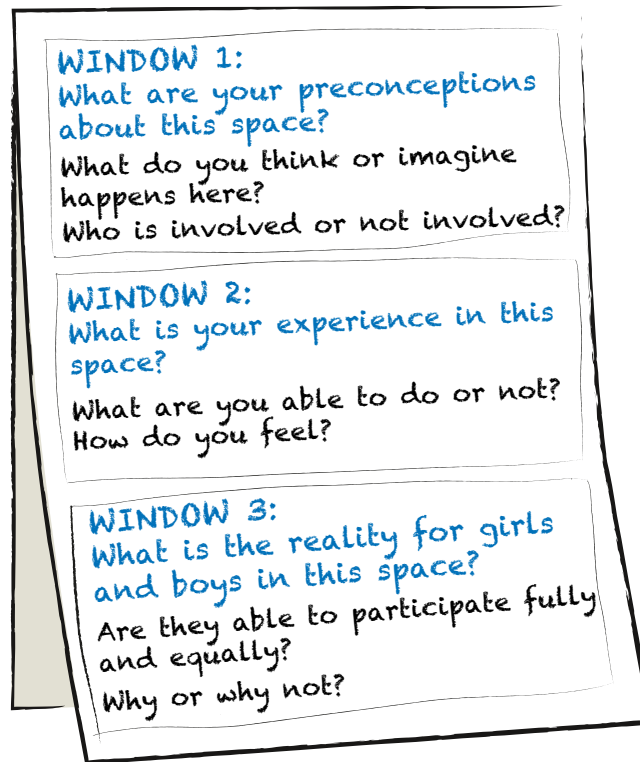 WINDOW 1:
What are your preconceptions
about this space?
What do you think or imagine
happens here?
Who is involved or not involved?
WINDOW 2:
What is your experience in this
space?
What are you able to do or not?
How do you feel?
WINDOW 3:
What is the reality for girls
and boys in this space?
Are they able to participate fully
and equally?
Why or why not?